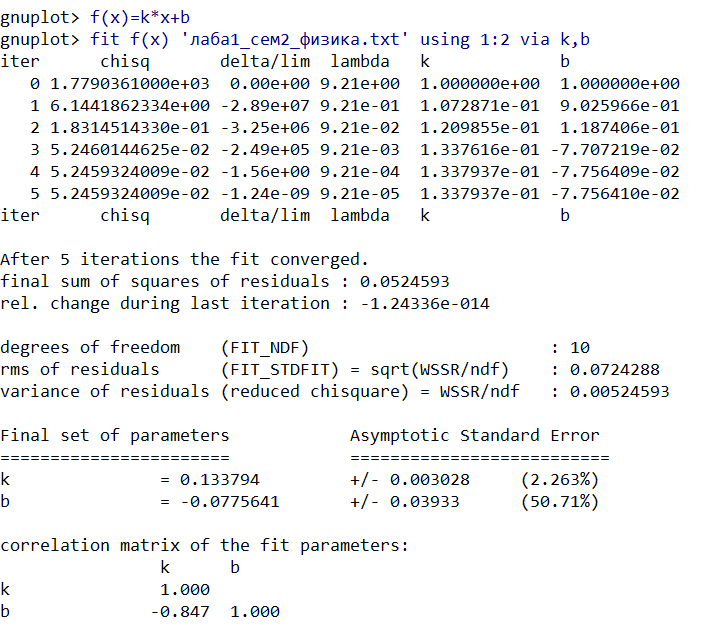 gnuplot> f(x)=k*x+b
gnuplot> fit f(x) 'лаба1_сем2_физика.txt' using 1:2 via k,b
iter      chisq       delta/lim  lambda   k             b
   0 1.7790361000e+03  0.00e+00 9.21e+00  1.000000e+00  1.000000e+00
   1 6.1441862334e+00 -2.89e+07 9.21e-01  1.072871e-01  9.025966e-01
   2 1.8314514330e-01 -3.25e+06 9.21e-02  1.209855e-01  1.187406e-01
   3 5.2460144625e-02 -2.49e+05 9.21e-03  1.337616e-01 -7.707219e-02
   4 5.2459324009e-02 -1.56e+00 9.21e-04  1.337937e-01 -7.756409e-02
   5 5.2459324009e-02 -1.24e-09 9.21e-05  1.337937e-01 -7.756410e-02
iter      chisq       delta/lim  lambda   k             b
After 5 iterations the fit converged.
final sum of squares of residuals : 0.0524593
rel. change during last iteration : -1.24336e-014
degrees of freedom    (FIT_NDF)                        : 10
rms of residuals      (FIT_STDFIT) = sqrt(WSSR/ndf)    : 0.0724288
variance of residuals (reduced chisquare) = WSSR/ndf   : 0.00524593
Final set of parameters            Asymptotic Standard Error
=======================            ==========================
k               = 0.133794         +/- 0.003028     (2.263%)
b               = -0.0775641       +/- 0.03933      (50.71%)
correlation matrix of the fit parameters:
                k      b
k               1.000
b              -0.847  1.000